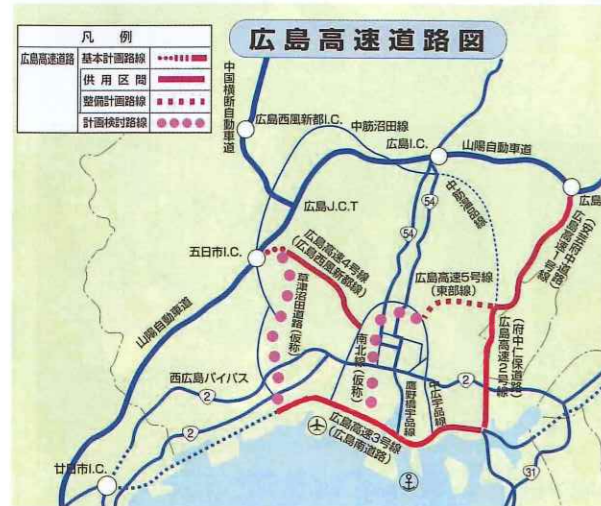 広島高速道路図
凡例
広島高速道路
基本計画路線
供用区間
整備計画路線
計画検討路線
中国横断自動車道
広島西風新都I.C.
中筋沼田線
広島I.C.
山陽自動車道
広島
広島J.C.T
54
54
五日市I.C.
広島高速4号線
(広島西風新都線)
広島高速5号線
(東部線)
広島高速1号線
(安芸府中道路)
草津沼田道路(仮称)
山陽自動車道
南北線(仮称)
広島高速2号線
(府中仁保道路)
西広島バイパス
2
2
2
鷹野橋宇品線
中広宇品線
広島高速3号線
(広島南道路)
廿日市I.C.
31